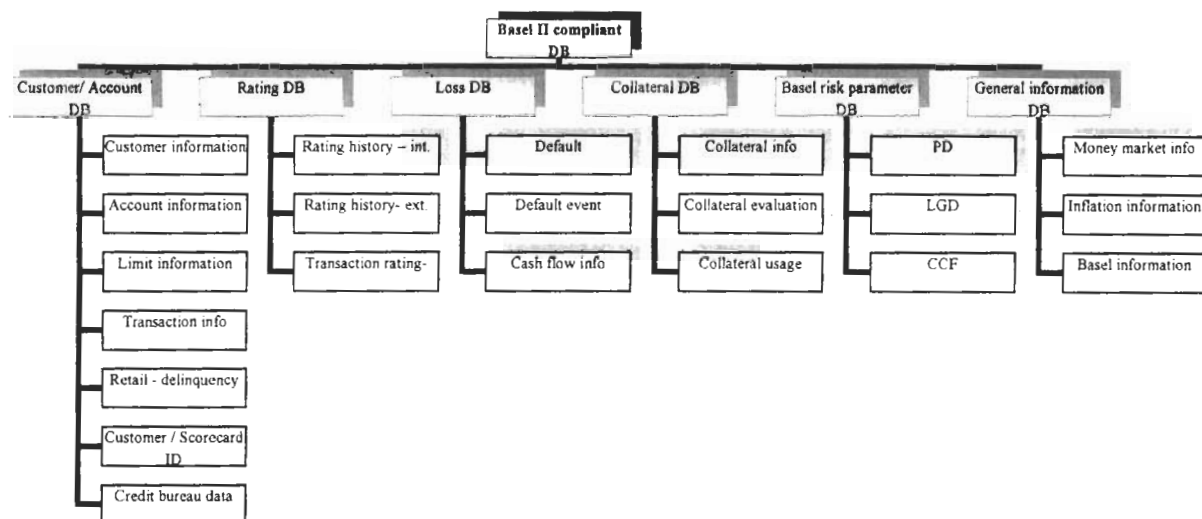 Basel II compliant
DB
Customer/ Account
DB
Rating DB
Loss DB
Collateral DB
Basel risk parameter
DB
General information
DB
Customer information
Account information
Limit information
Transaction info
Retail - delinquency
Customer / Scorecard
ID
Credit bureau data
Rating history – int.
Rating history- ext.
Transaction rating-
Default
Default event
Cash flow info
Collateral info
Collateral evaluation
Collateral usage
PD
LGD
CCF
Money market info
Inflation information
Basel information